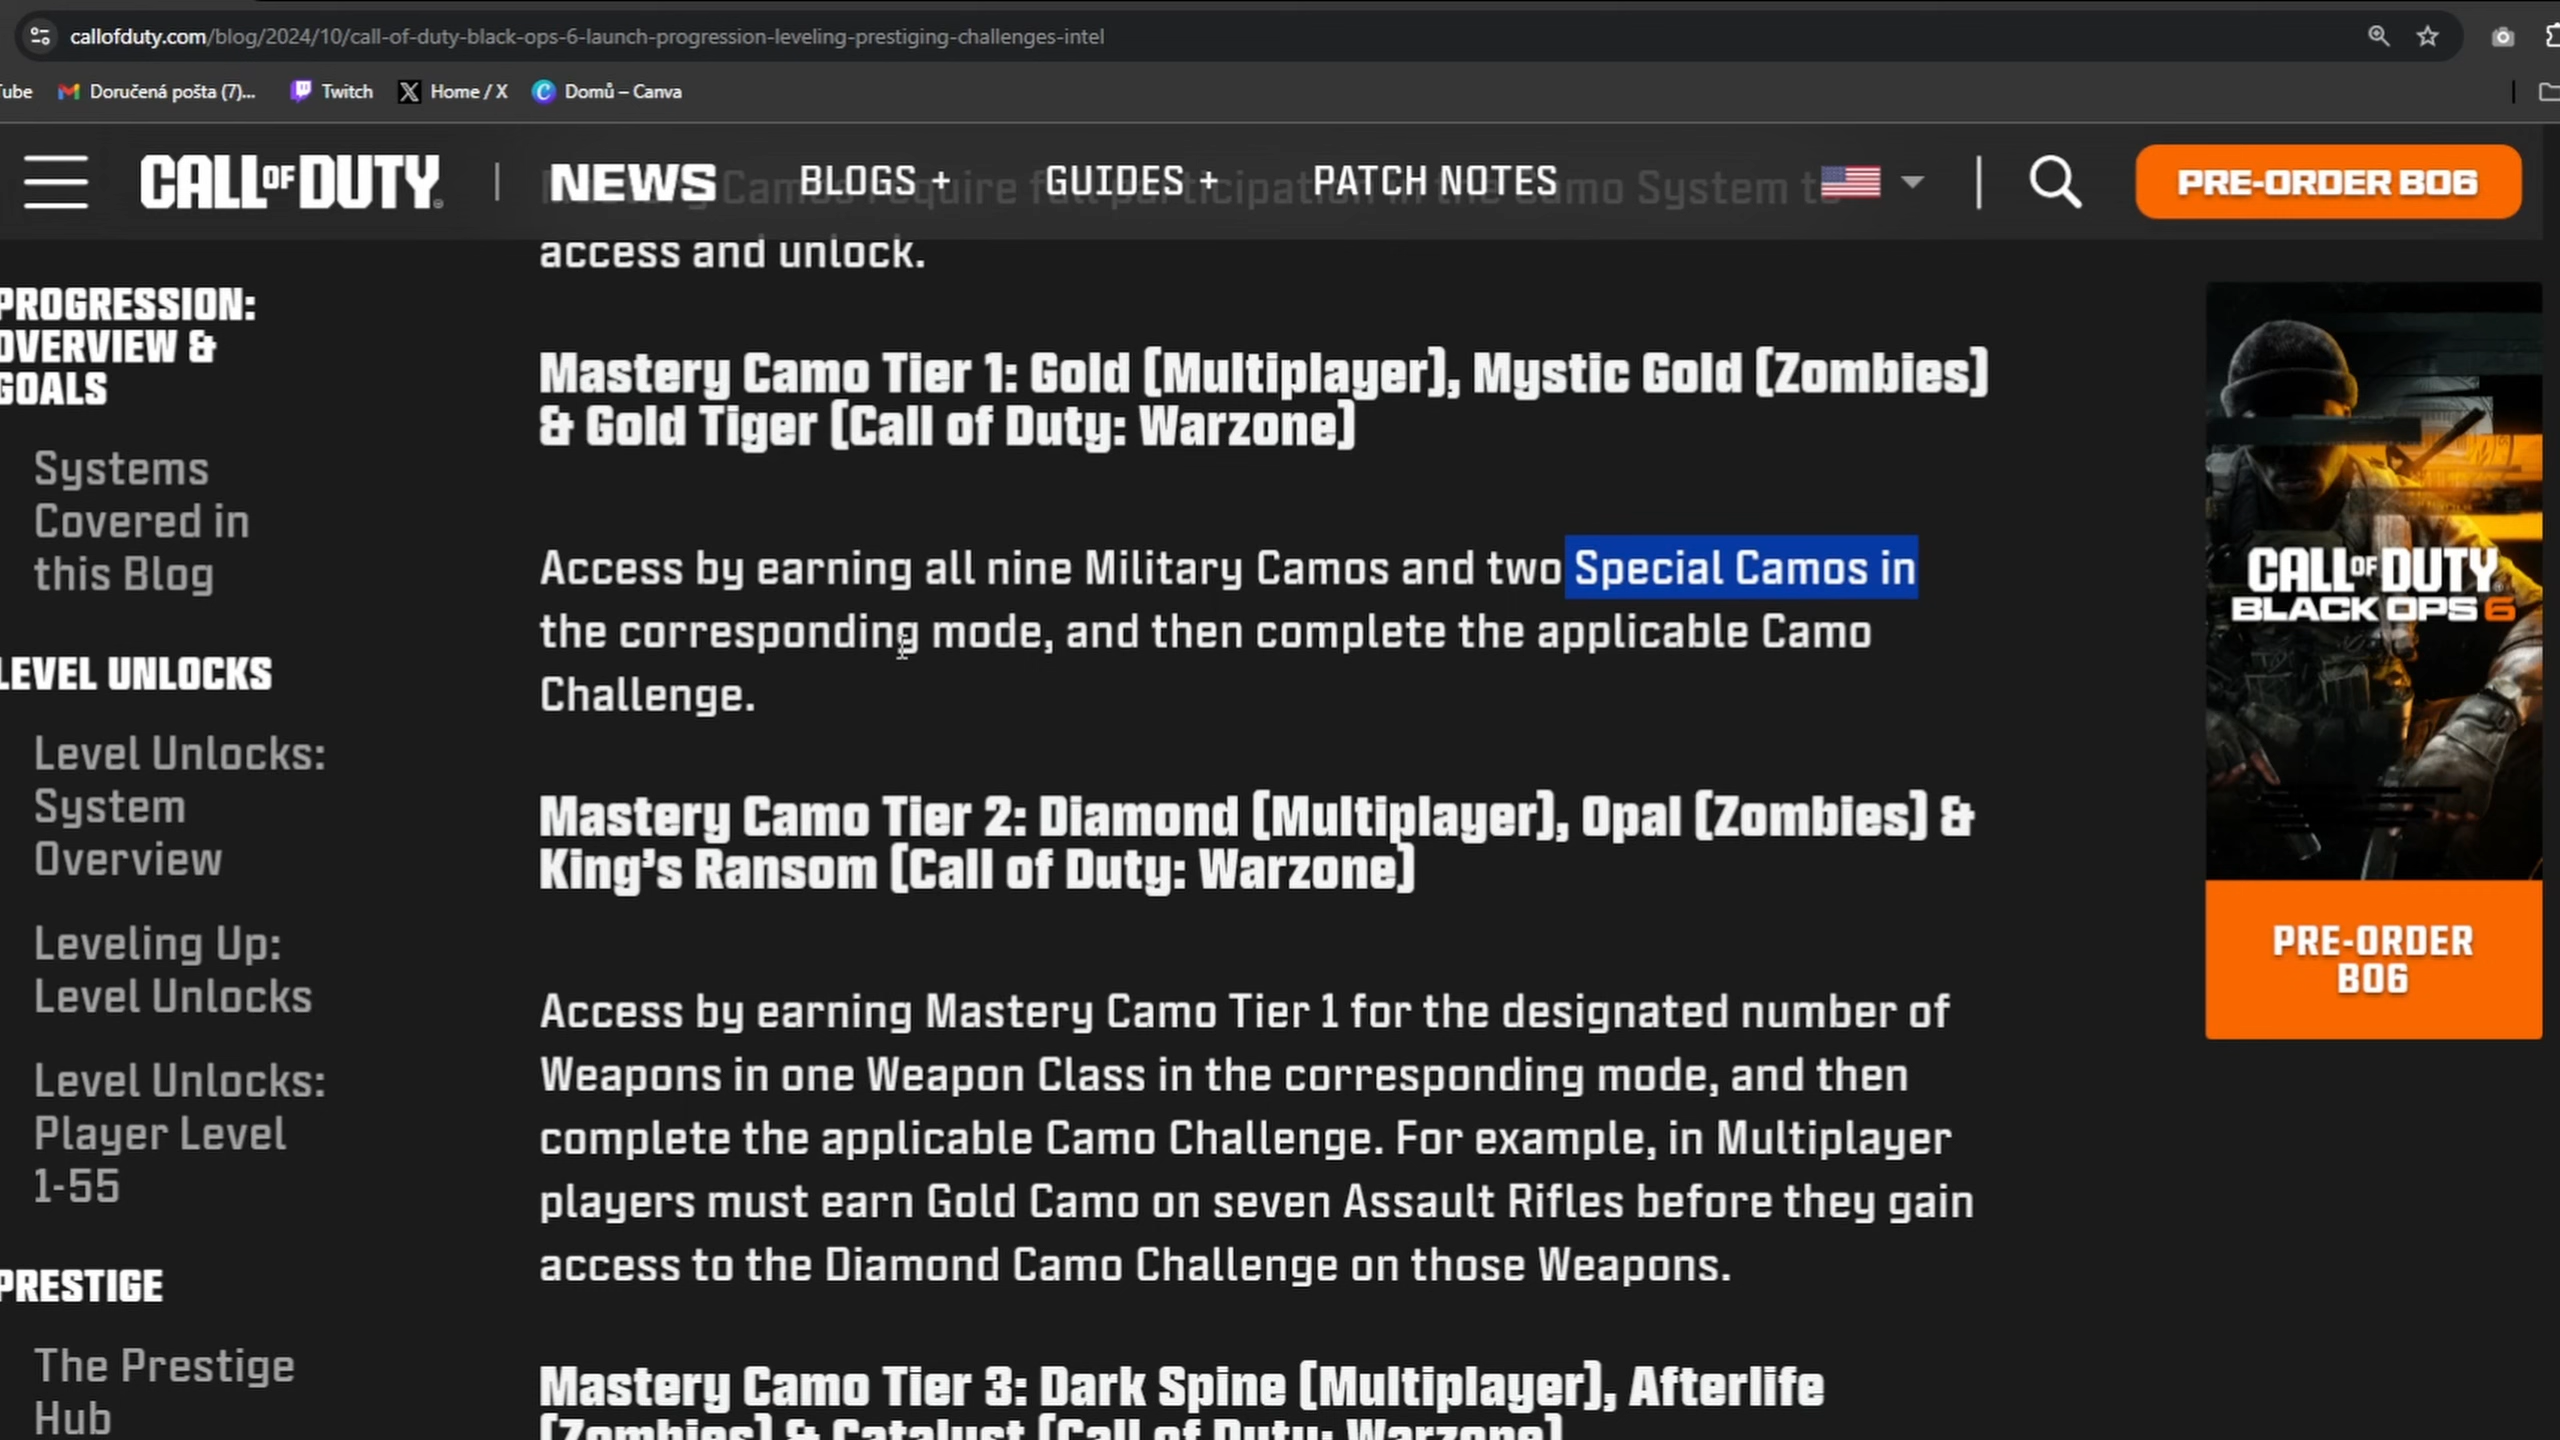 callofduty.com/blog/2024/10/call-of-duty-black-ops-6-launch-progression-leveling-prestiging-challenges-intel
ube
Doručená pošta (7)...
Twitch
Home / X
Domů – Canva
CALL OF DUTY
NEWS
BLOGS +
GUIDES +
PATCH NOTES
PRE-ORDER BO6
Camos require full participation in the Camo System to
access and unlock.
PROGRESSION:
OVERVIEW &
GOALS
Systems
Covered in
this Blog
LEVEL UNLOCKS
Level Unlocks:
System
Overview
Leveling Up:
Level Unlocks
Level Unlocks:
Player Level
1-55
PRESTIGE
The Prestige
Hub
Mastery Camo Tier 1: Gold (Multiplayer), Mystic Gold (Zombies)
& Gold Tiger (Call of Duty: Warzone)
Access by earning all nine Military Camos and two Special Camos in
the corresponding mode, and then complete the applicable Camo
Challenge.
Mastery Camo Tier 2: Diamond (Multiplayer), Opal (Zombies) &
King’s Ransom (Call of Duty: Warzone)
Access by earning Mastery Camo Tier 1 for the designated number of
Weapons in one Weapon Class in the corresponding mode, and then
complete the applicable Camo Challenge. For example, in Multiplayer
players must earn Gold Camo on seven Assault Rifles before they gain
access to the Diamond Camo Challenge on those Weapons.
Mastery Camo Tier 3: Dark Spine (Multiplayer), Afterlife
(Zombies) & Catalyst (Call of Duty: Warzone)
CALL OF DUTY
BLACK OPS 6
PRE-ORDER
BO6